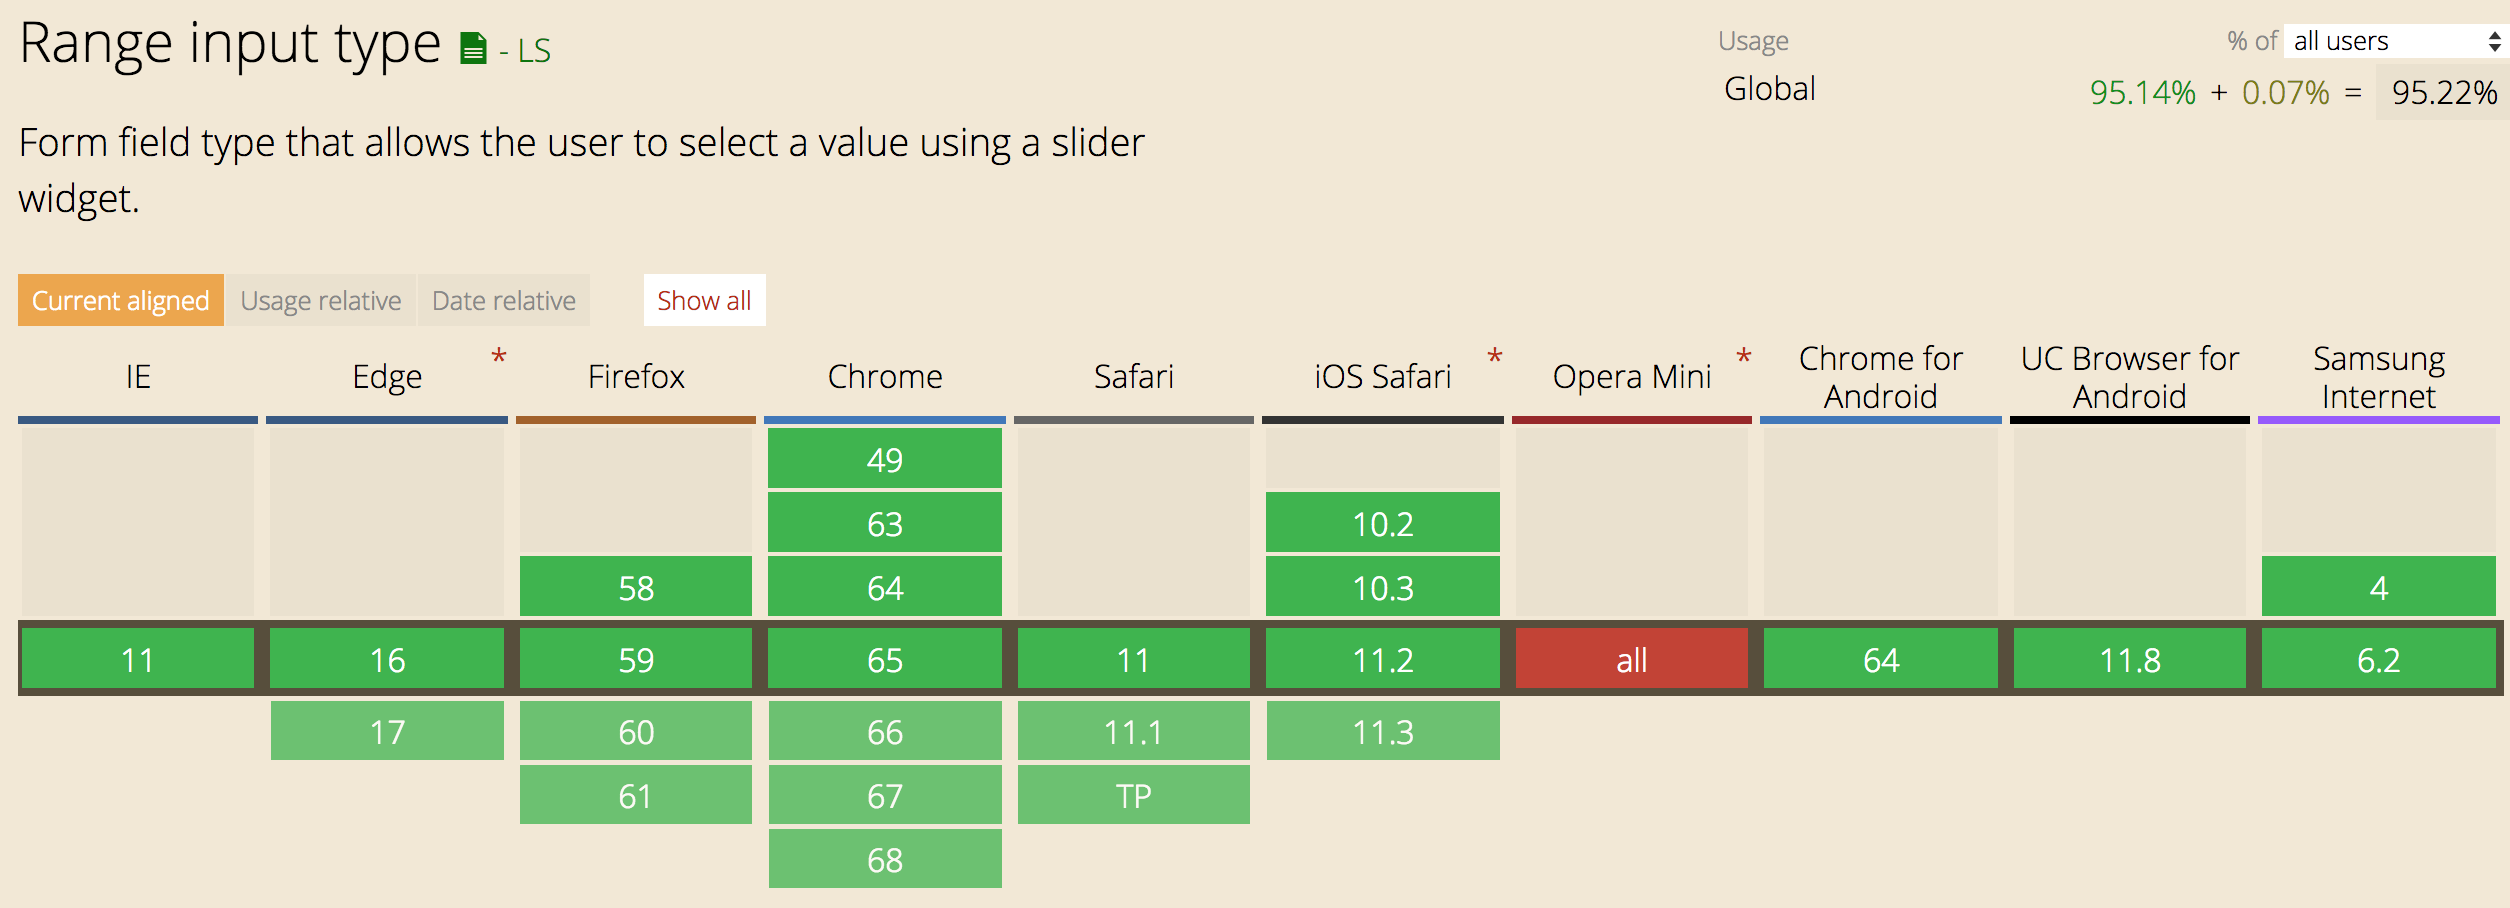 Range input type - LS
Usage % of all users
Global 95.14% + 0.07% = 95.22%
Form field type that allows the user to select a value using a slider
widget.
Current aligned Usage relative Date relative Show all
IE Edge * Firefox Chrome Safari iOS Safari * Opera Mini * Chrome for Android UC Browser for Android Samsung Internet
49
63 10.2
58 64 10.3 4
11 16 59 65 11 11.2 all 64 11.8 6.2
17 60 66 11.1 11.3
61 67 TP
68